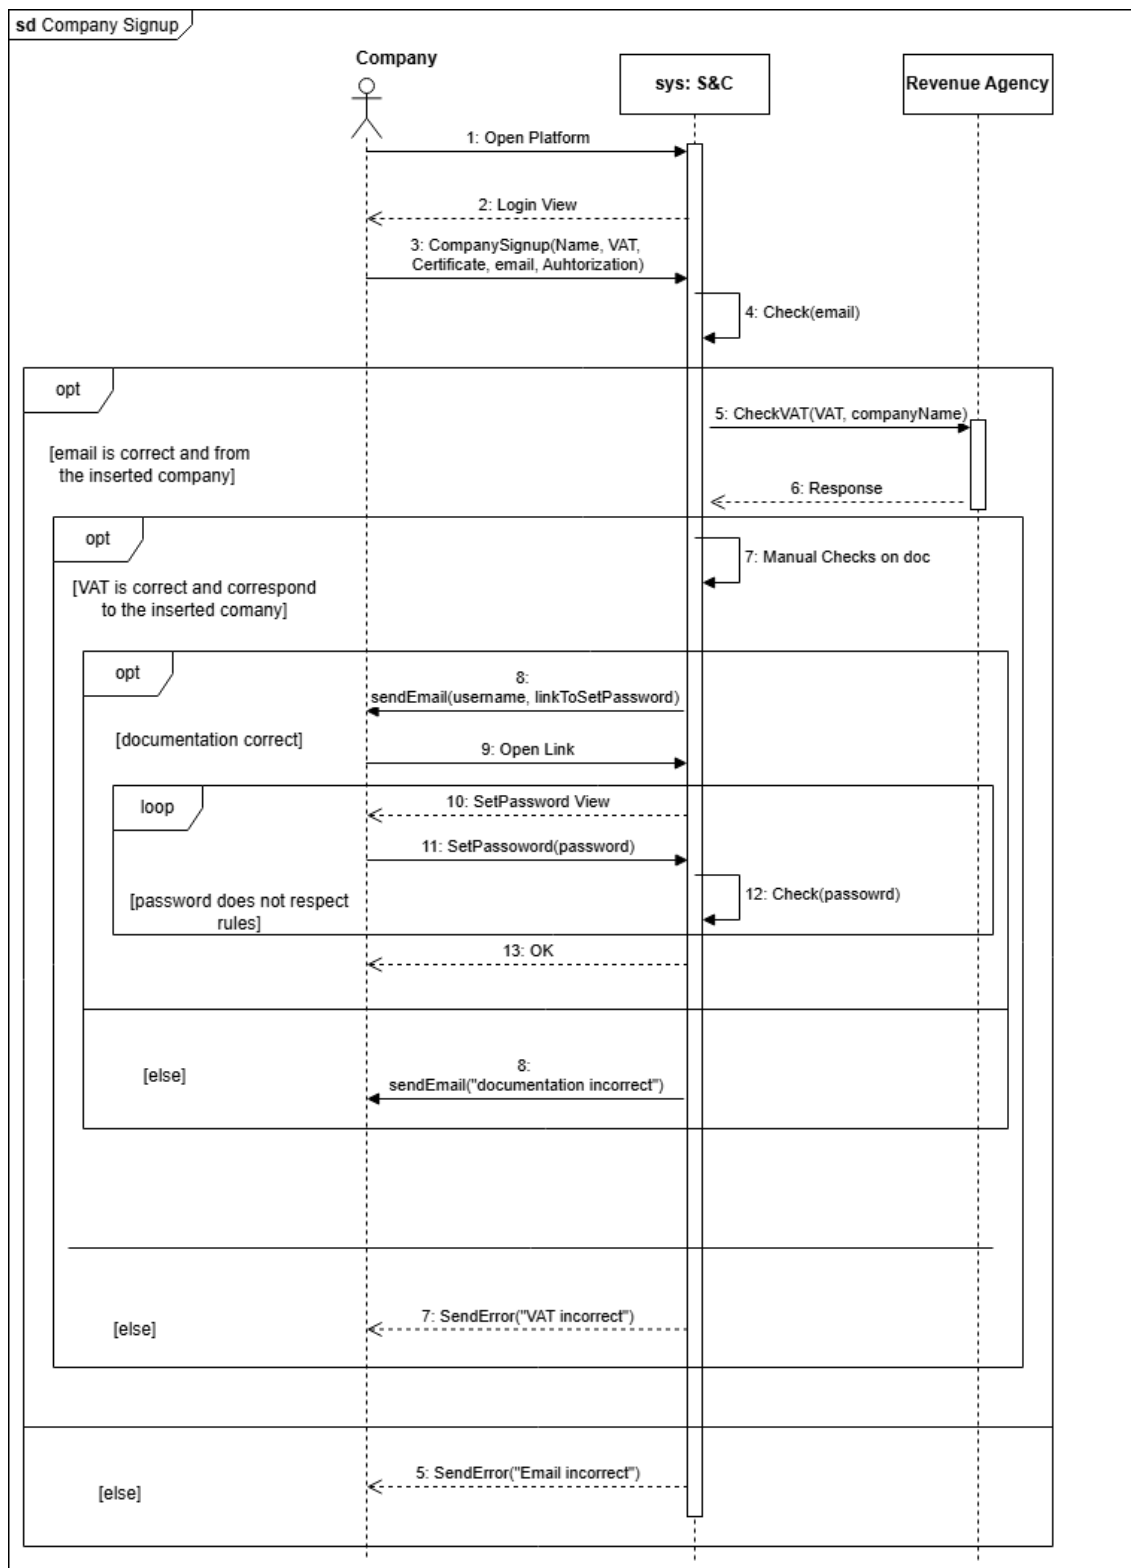 sd Company Signup
Company
sys: S&C
Revenue Agency
1: Open Platform
2: Login View
3: CompanySignup(Name, VAT,
Certificate, email, Auhtorization)
4: Check(email)
opt
5: CheckVAT(VAT, companyName)
[email is correct and from
the inserted company]
6: Response
opt
7: Manual Checks on doc
[VAT is correct and correspond
to the inserted comany]
opt
8:
sendEmail(username, linkToSetPassword)
[documentation correct]
9: Open Link
loop
10: SetPassword View
11: SetPassoword(password)
12: Check(passowrd)
[password does not respect
rules]
13: OK
[else]
8:
sendEmail("documentation incorrect")
7: SendError("VAT incorrect")
[else]
5: SendError("Email incorrect")
[else]